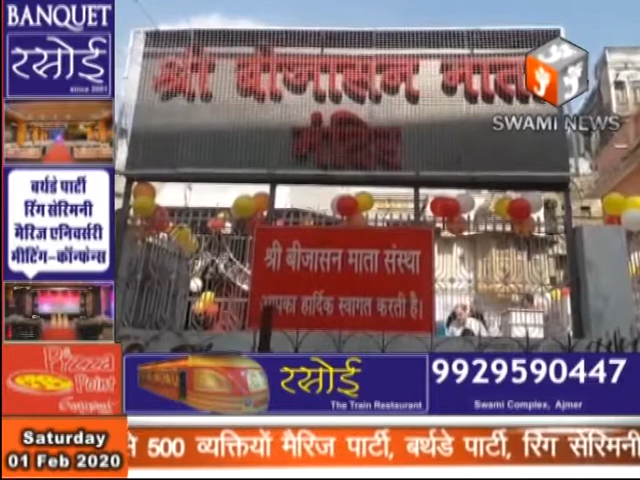 BANQUET
रसोई
since 2001
बर्थडे पार्टी
रिंग सेरिमनी
मैरिज एनिवर्सरी
मीटिंग-कॉन्फेन्स
श्री बीजासन माता
मंदिर
SWAMI NEWS
श्री बीजासन माता संस्था
आपका हार्दिक स्वागत करती है।
Pizzaa
Point
रसोई
The Train Restaurant
9929590447
Swami Complex, Ajmer
Saturday
01 Feb 2020
से 500 व्यक्तियों मैरिज पार्टी, बर्थडे पार्टी, रिंग सेरिमनी